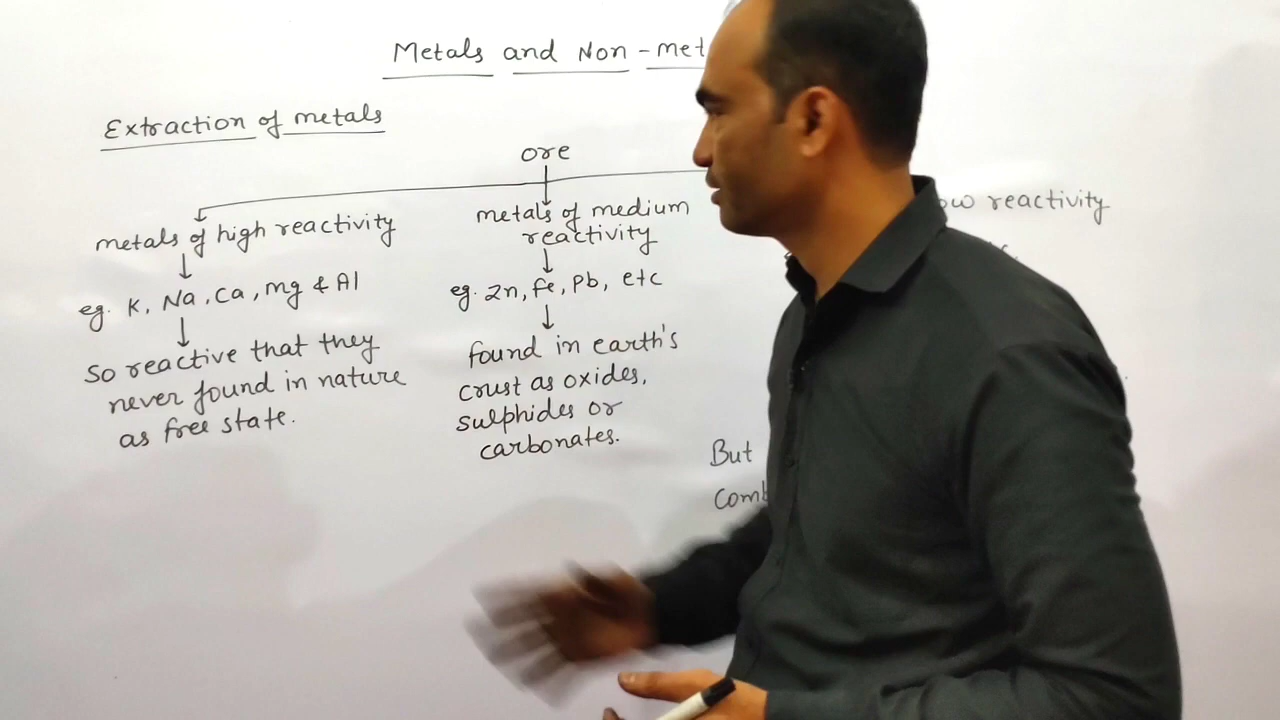 Metals and Non-met
Extraction of metals
ore
metals of high reactivity
eg. K, Na, Ca, Mg & Al
So reactive that they
never found in nature
as free state.
metals of medium
reactivity
eg. Zn, Fe, Pb, etc
found in earth's
crust as oxides,
sulphides or
carbonates.
ow reactivity
But
Comb